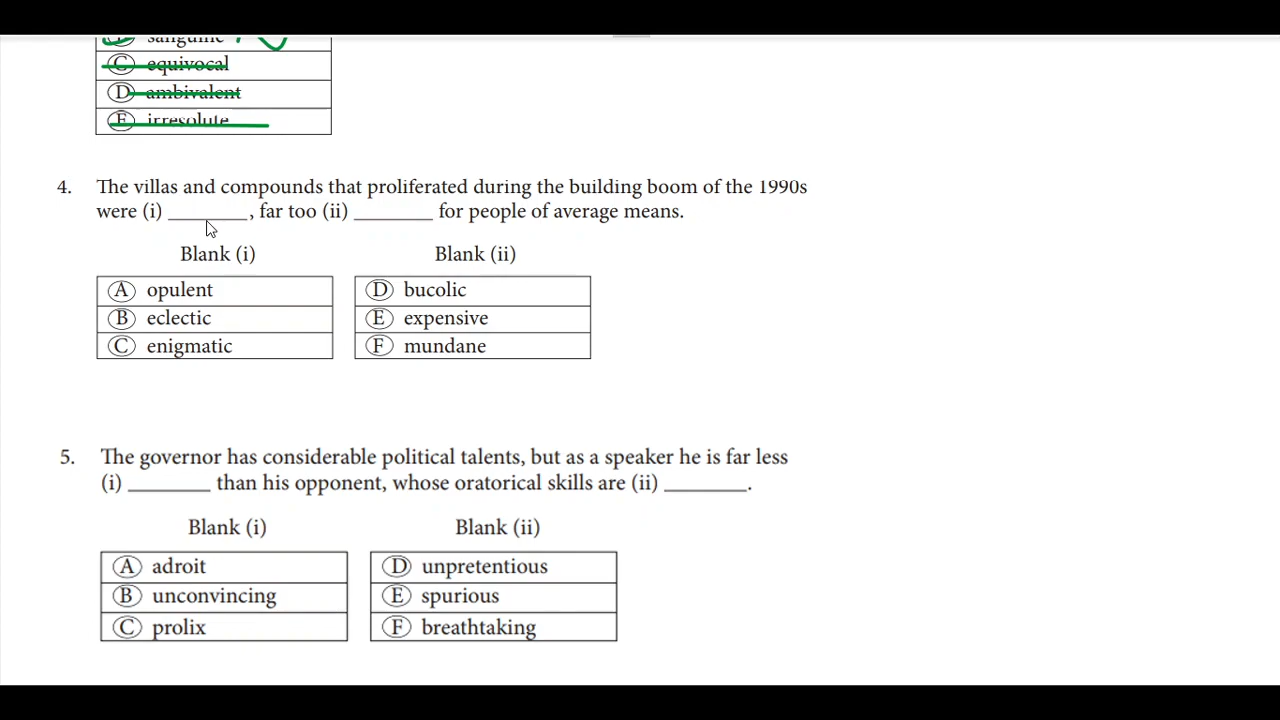 sanguine
C equivocal
D ambivalent
E irresolute
4. The villas and compounds that proliferated during the building boom of the 1990s
were (i) ________, far too (ii) ________ for people of average means.
Blank (i) Blank (ii)
A opulent D bucolic
B eclectic E expensive
C enigmatic F mundane
5. The governor has considerable political talents, but as a speaker he is far less
(i) ________ than his opponent, whose oratorical skills are (ii) ________.
Blank (i) Blank (ii)
A adroit D unpretentious
B unconvincing E spurious
C prolix F breathtaking